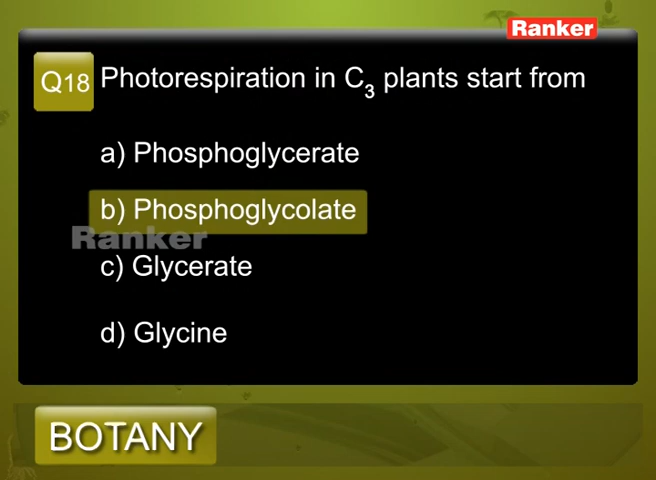 Ranker
Q18 Photorespiration in C₃ plants start from
a) Phosphoglycerate
b) Phosphoglycolate
Ranker
c) Glycerate
d) Glycine
BOTANY